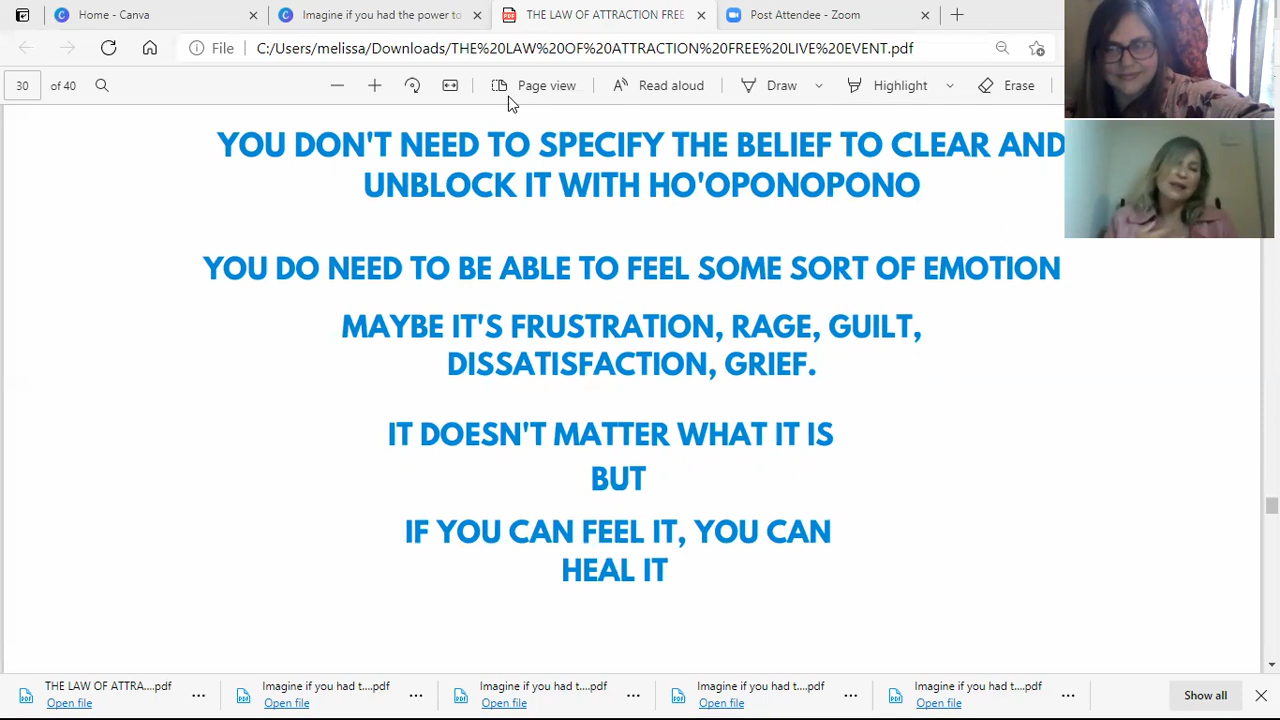 Home - Canva
Imagine if you had the power to
THE LAW OF ATTRACTION FREE
Post Attendee - Zoom
File
C:/Users/melissa/Downloads/THE%20LAW%20OF%20ATTRACTION%20FREE%20LIVE%20EVENT.pdf
30 of 40
Page view
Read aloud
Draw
Highlight
Erase
YOU DON'T NEED TO SPECIFY THE BELIEF TO CLEAR AND
UNBLOCK IT WITH HO'OPONOPONO
YOU DO NEED TO BE ABLE TO FEEL SOME SORT OF EMOTION
MAYBE IT'S FRUSTRATION, RAGE, GUILT,
DISSATISFACTION, GRIEF.
IT DOESN'T MATTER WHAT IT IS
BUT
IF YOU CAN FEEL IT, YOU CAN
HEAL IT
THE LAW OF ATTRA....pdf
Open file
Imagine if you had t....pdf
Open file
Imagine if you had t....pdf
Open file
Imagine if you had t....pdf
Open file
Imagine if you had t....pdf
Open file
Show all